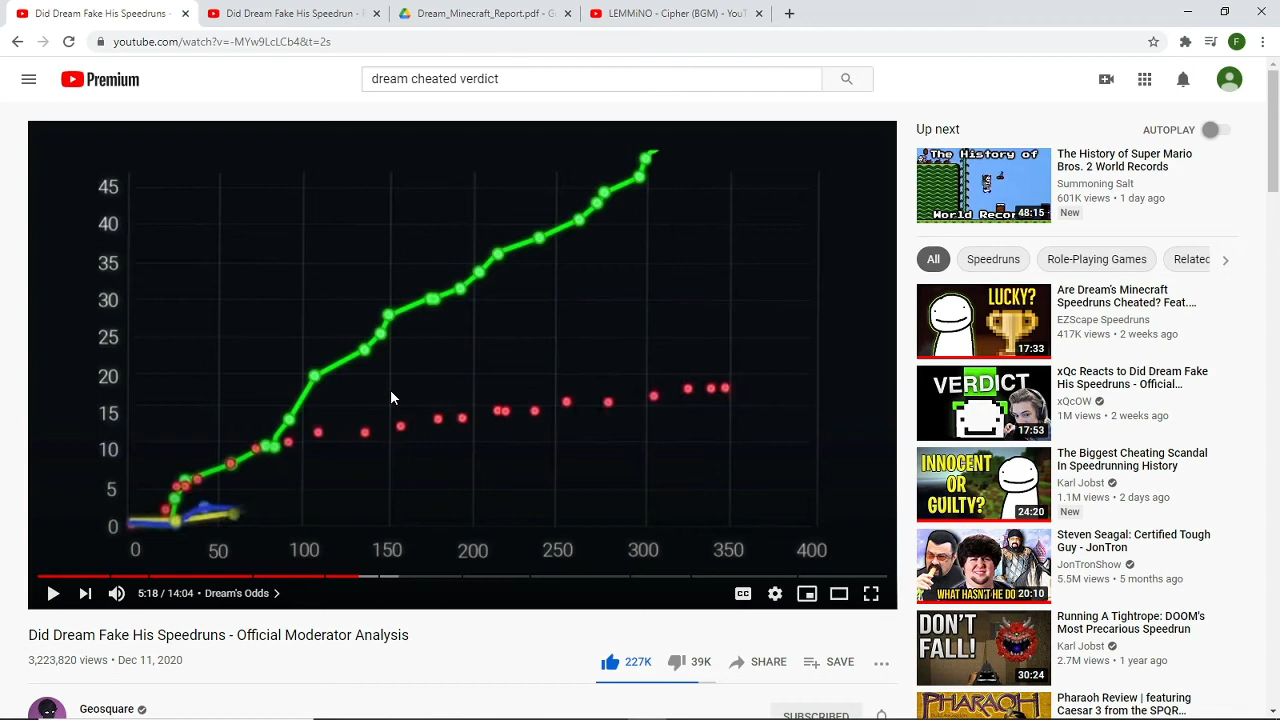 Did Dream Fake His Speedruns -
Did Dream Fake His Speedrun - F
Dream_minecraft_Report.pdf - G
LEMMiNO - Cipher (BBA) - YouT
youtube.com/watch?v=-MYw9LcLCb4&t=2s
F
Premium
dream cheated verdict
45
40
35
30
25
20
15
10
5
0
0 50 100 150 200 250 300 350 400
5:18 / 14:04 • Dream's Odds
CC
Did Dream Fake His Speedruns - Official Moderator Analysis
3,223,820 views • Dec 11, 2020
227K 39K SHARE SAVE
Geosquare
SUBSCRIBED
Up next
AUTOPLAY
The History of
World Recor
48:15
The History of Super Mario
Bros. 2 World Records
Summoning Salt
601K views • 1 day ago
New
All Speedruns Role-Playing Games Related
LUCKY?
17:33
Are Dream's Minecraft
Speedruns Cheated? Feat....
EZScape Speedruns
417K views • 2 weeks ago
VERDICT
17:53
xQc Reacts to Did Dream Fake
His Speedruns - Official...
xQcOW
1M views • 2 weeks ago
INNOCENT
OR
GUILTY?
24:20
The Biggest Cheating Scandal
In Speedrunning History
Karl Jobst
1.1M views • 2 days ago
New
WHAT HASN'T HE DO
20:10
Steven Seagal: Certified Tough
Guy - JonTron
JonTronShow
5.5M views • 5 months ago
DON'T
FALL!
30:24
Running A Tightrope: DOOM's
Most Precarious Speedrun
Karl Jobst
2.7M views • 1 year ago
PHARAOH
Pharaoh Review | featuring
Caesar 3 from the SPQR...